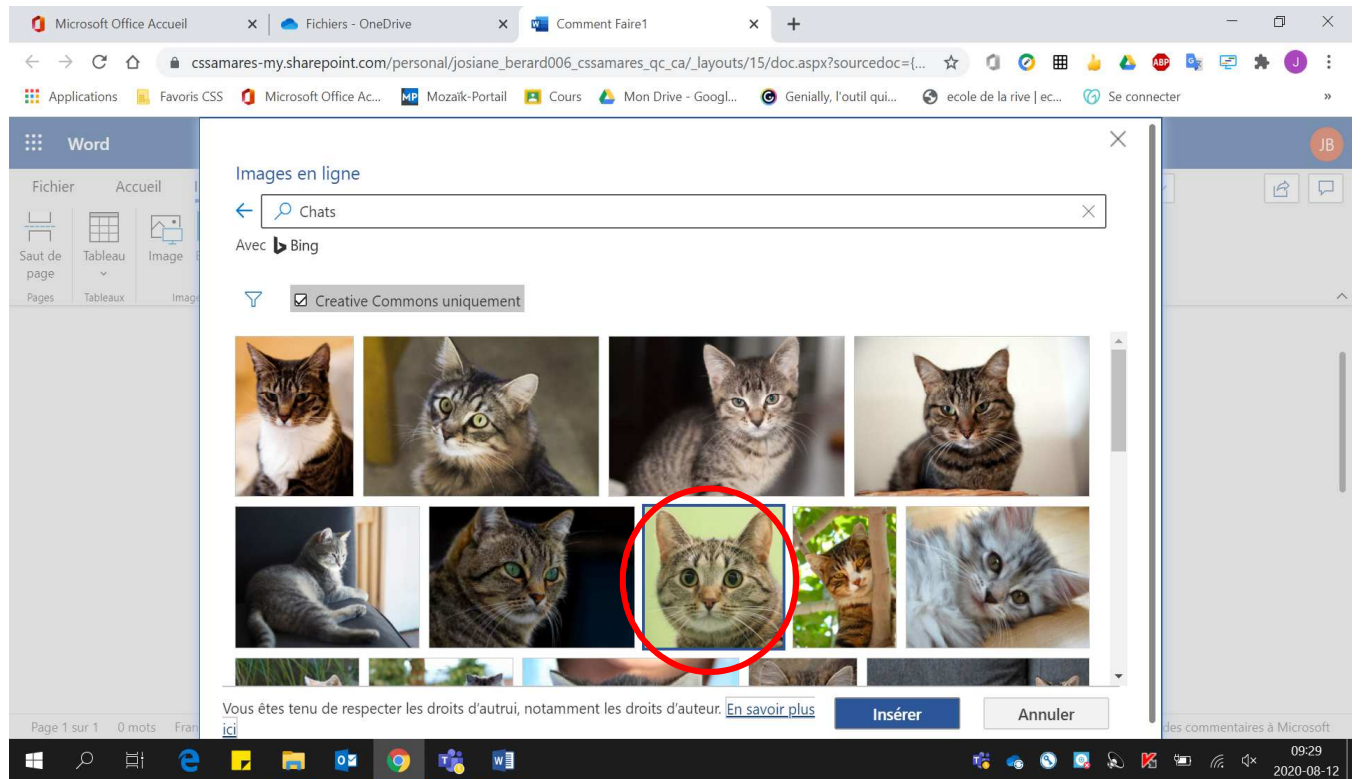 Microsoft Office Accueil
Fichiers - OneDrive
Comment Faire1
cssamares-my.sharepoint.com/personal/josiane_berard006_cssamares_qc_ca/_layouts/15/doc.aspx?sourcedoc={...
ABP
J
Applications
Favoris CSS
Microsoft Office Ac...
MP
Mozaïk-Portail
Cours
Mon Drive - Googl...
Genially, l'outil qui...
ecole de la rive | ec...
Se connecter
»
Word
JB
Fichier
Accueil
Images en ligne
Chats
Avec Bing
Saut de page
Tableau
Image
Pages
Tableaux
Creative Commons uniquement
Vous êtes tenu de respecter les droits d'autrui, notamment les droits d'auteur. En savoir plus
ici
Insérer
Annuler
Page 1 sur 1
0 mots
des commentaires à Microsoft
09:29
2020-08-12